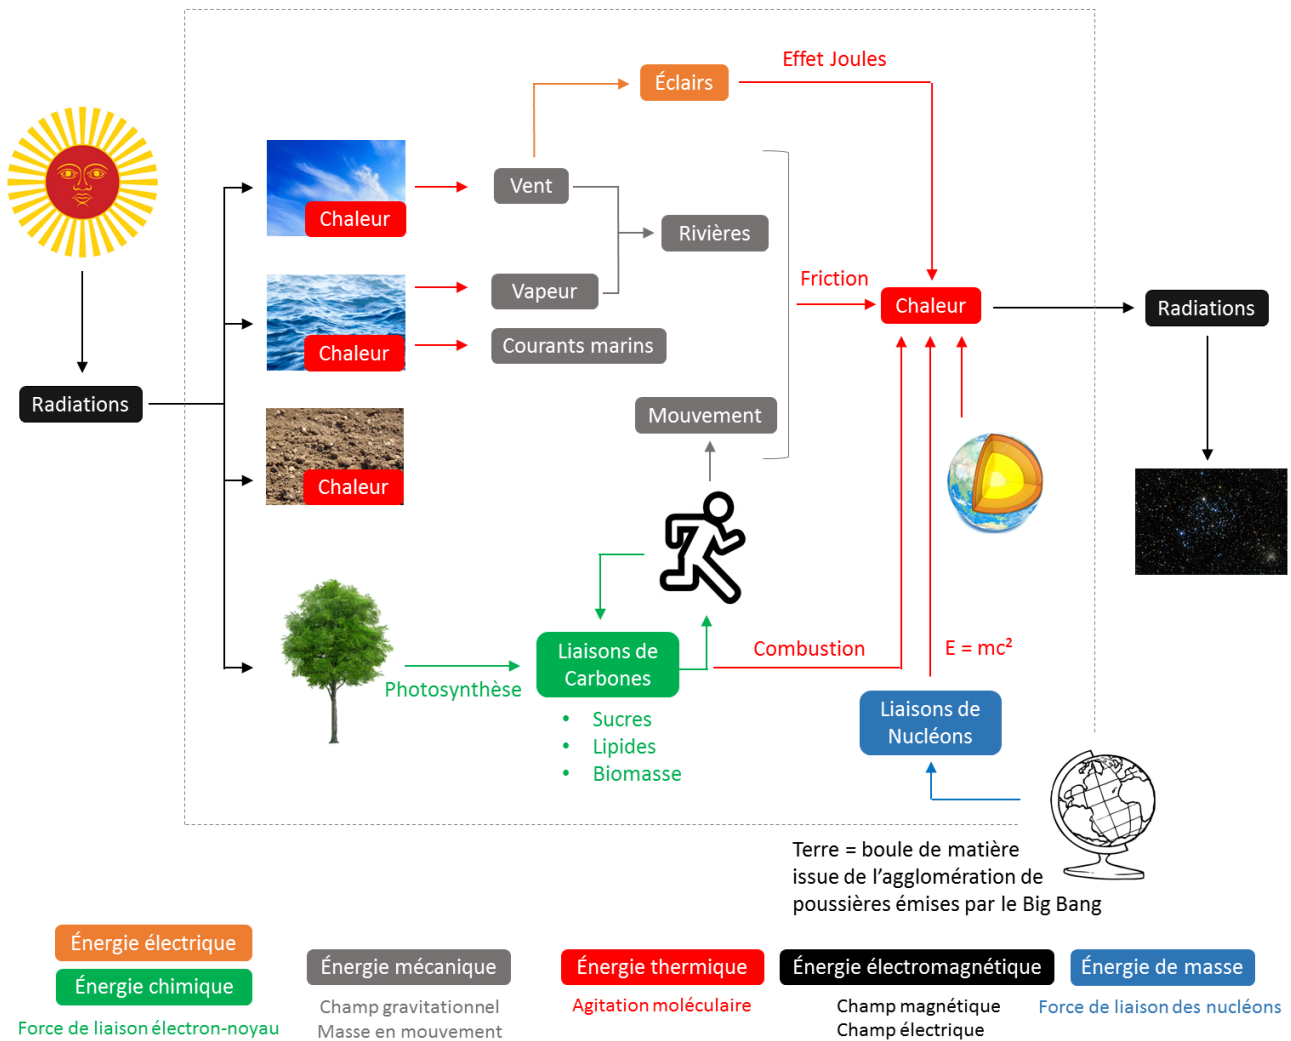 Effet Joules
Éclairs
Chaleur
Vent
Rivières
Chaleur
Vapeur
Courants marins
Friction
Chaleur
Radiations
Radiations
Chaleur
Mouvement
Photosynthèse
Liaisons de
Carbones
• Sucres
• Lipides
• Biomasse
Combustion
E = mc²
Liaisons de
Nucléons
Terre = boule de matière
issue de l’agglomération de
poussières émises par le Big Bang
Énergie électrique
Énergie chimique
Force de liaison électron-noyau
Énergie mécanique
Champ gravitationnel
Masse en mouvement
Énergie thermique
Agitation moléculaire
Énergie électromagnétique
Champ magnétique
Champ électrique
Énergie de masse
Force de liaison des nucléons